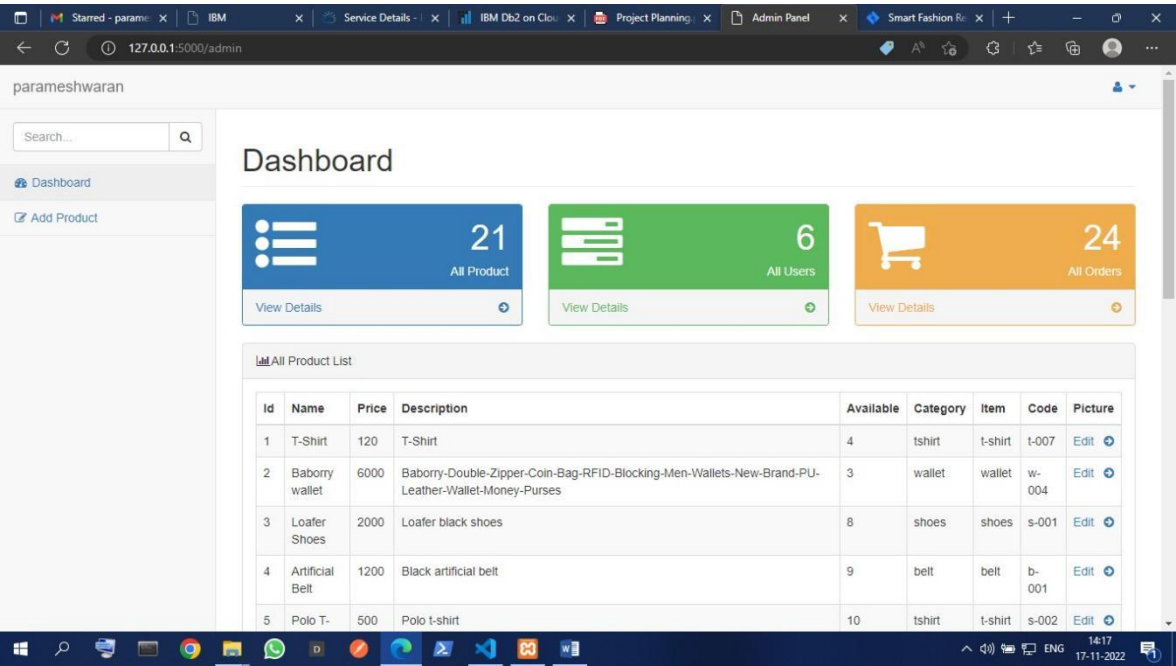 Starred - parame
IBM
Service Details - I
IBM Db2 on Clou
Project Planning.
Admin Panel
Smart Fashion Re
127.0.0.1:5000/admin
parameshwaran
Search...
Dashboard
Add Product
Dashboard
21
All Product
View Details
6
All Users
View Details
24
All Orders
View Details
All Product List
Id Name Price Description Available Category Item Code Picture
1 T-Shirt 120 T-Shirt 4 tshirt t-shirt t-007 Edit
2 Baborry 6000 Baborry-Double-Zipper-Coin-Bag-RFID-Blocking-Men-Wallets-New-Brand-PU- 3 wallet wallet w- Edit
wallet Leather-Wallet-Money-Purses 004
3 Loafer 2000 Loafer black shoes 8 shoes shoes s-001 Edit
Shoes
4 Artificial 1200 Black artificial belt 9 belt belt b- Edit
Belt 001
5 Polo T- 500 Polo t-shirt 10 tshirt t-shirt s-002 Edit
ENG
14:17
17-11-2022